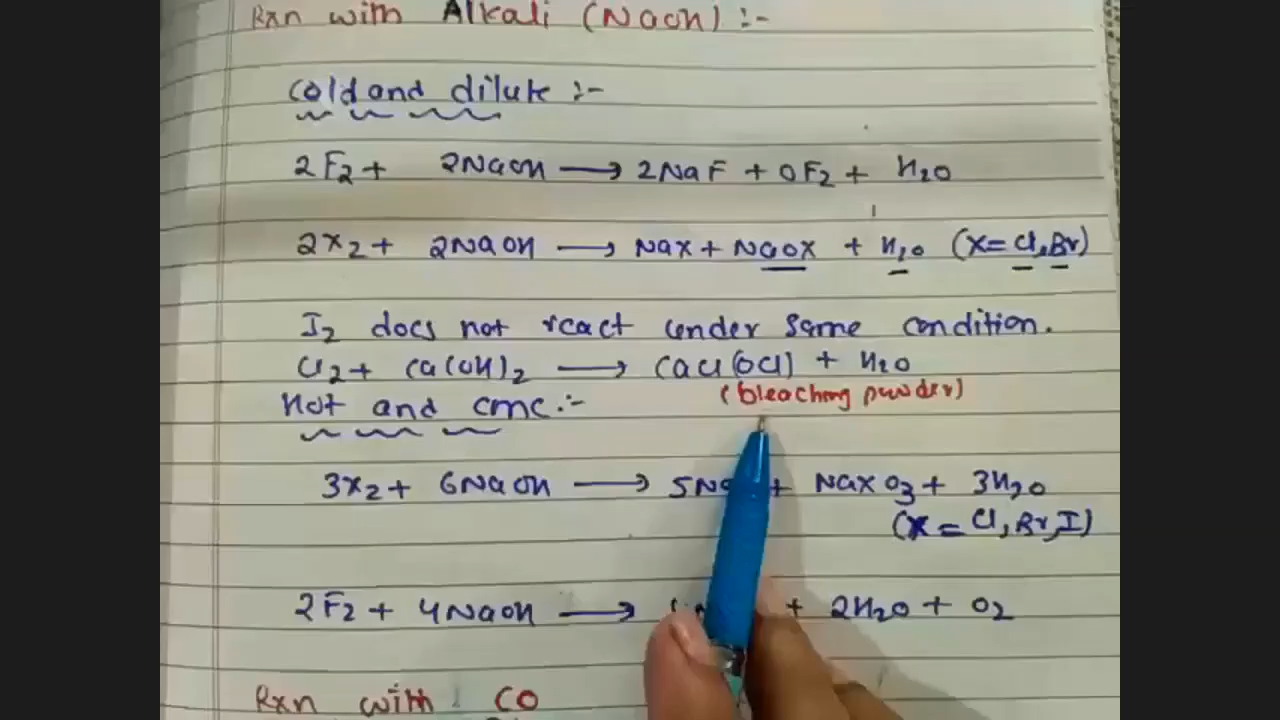 Rxn with Alkali (NaOH) :-
Cold and dilute :-
2F2 + 2NaOH → 2NaF + OF2 + H2O
2X2 + 2NaOH → NaX + NaOX + H2O (X= Cl, Br)
I2 does not react under same condition.
Cl2 + Ca(OH)2 → CaCl(OCl) + H2O
(bleaching powder)
Hot and cmc. :-
3X2 + 6NaOH → 5Na + NaXO3 + 3H2O
(X = Cl, Br, I)
2F2 + 4NaOH → + 2H2O + O2
Rxn with CO